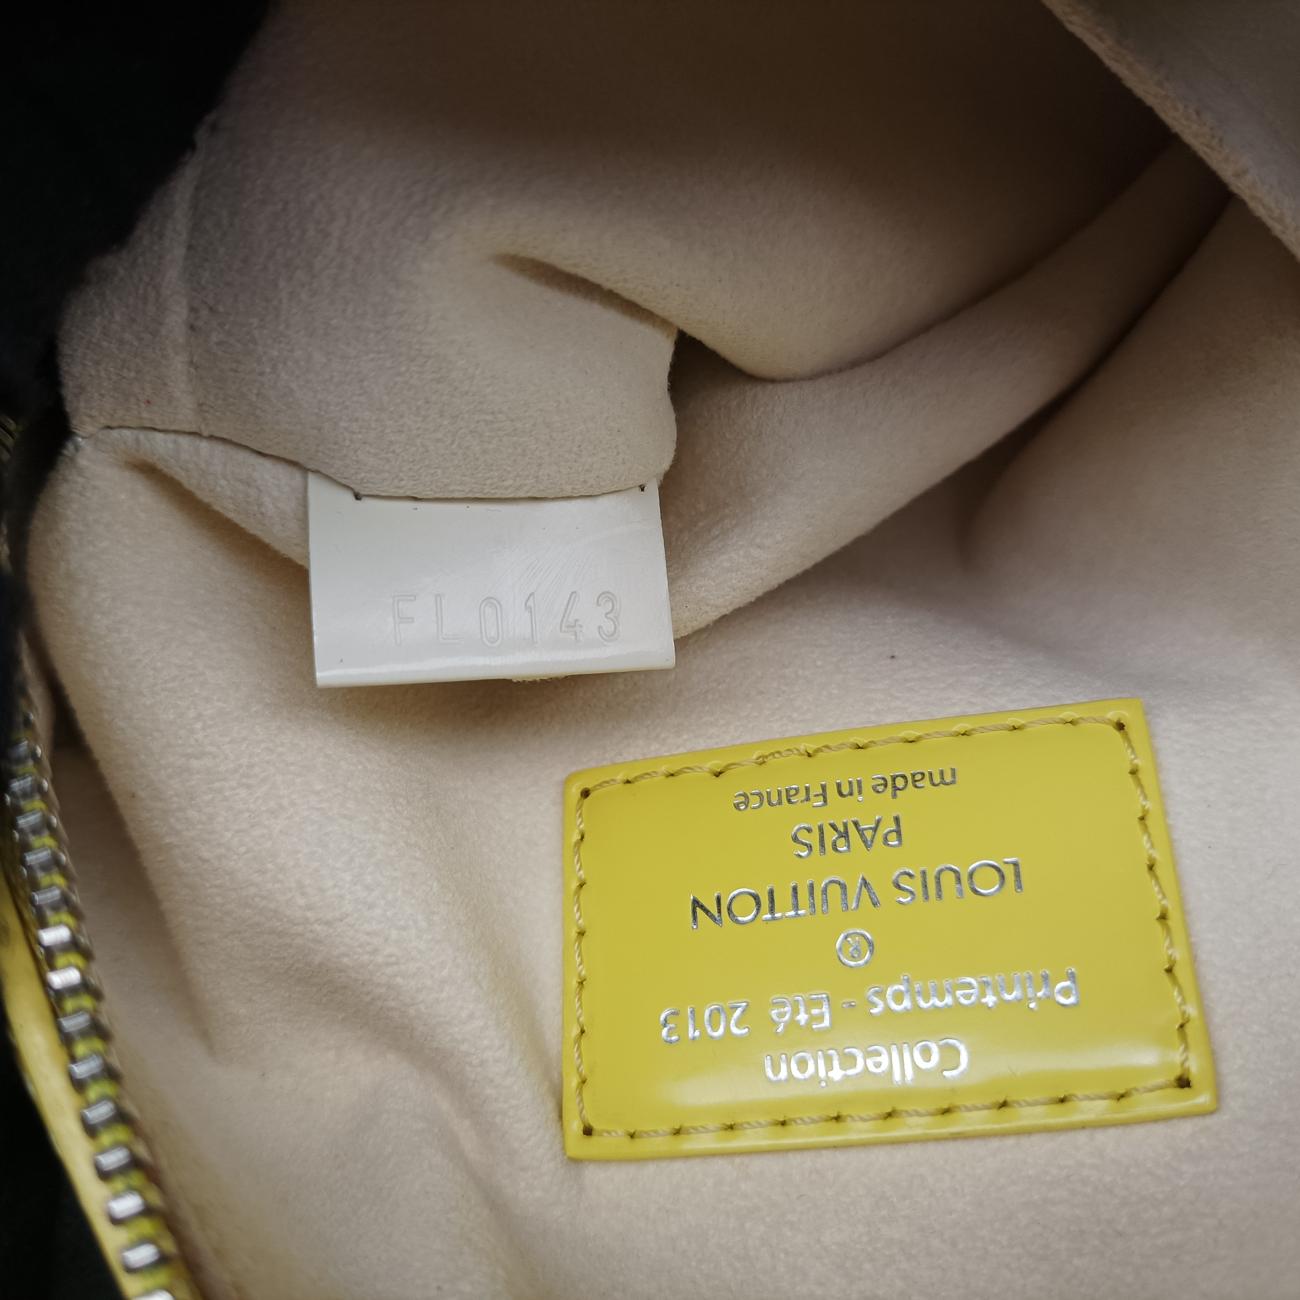 FL0143
Collection
Printemps - Eté 2013
®
LOUIS VUITTON
PARIS
made in France